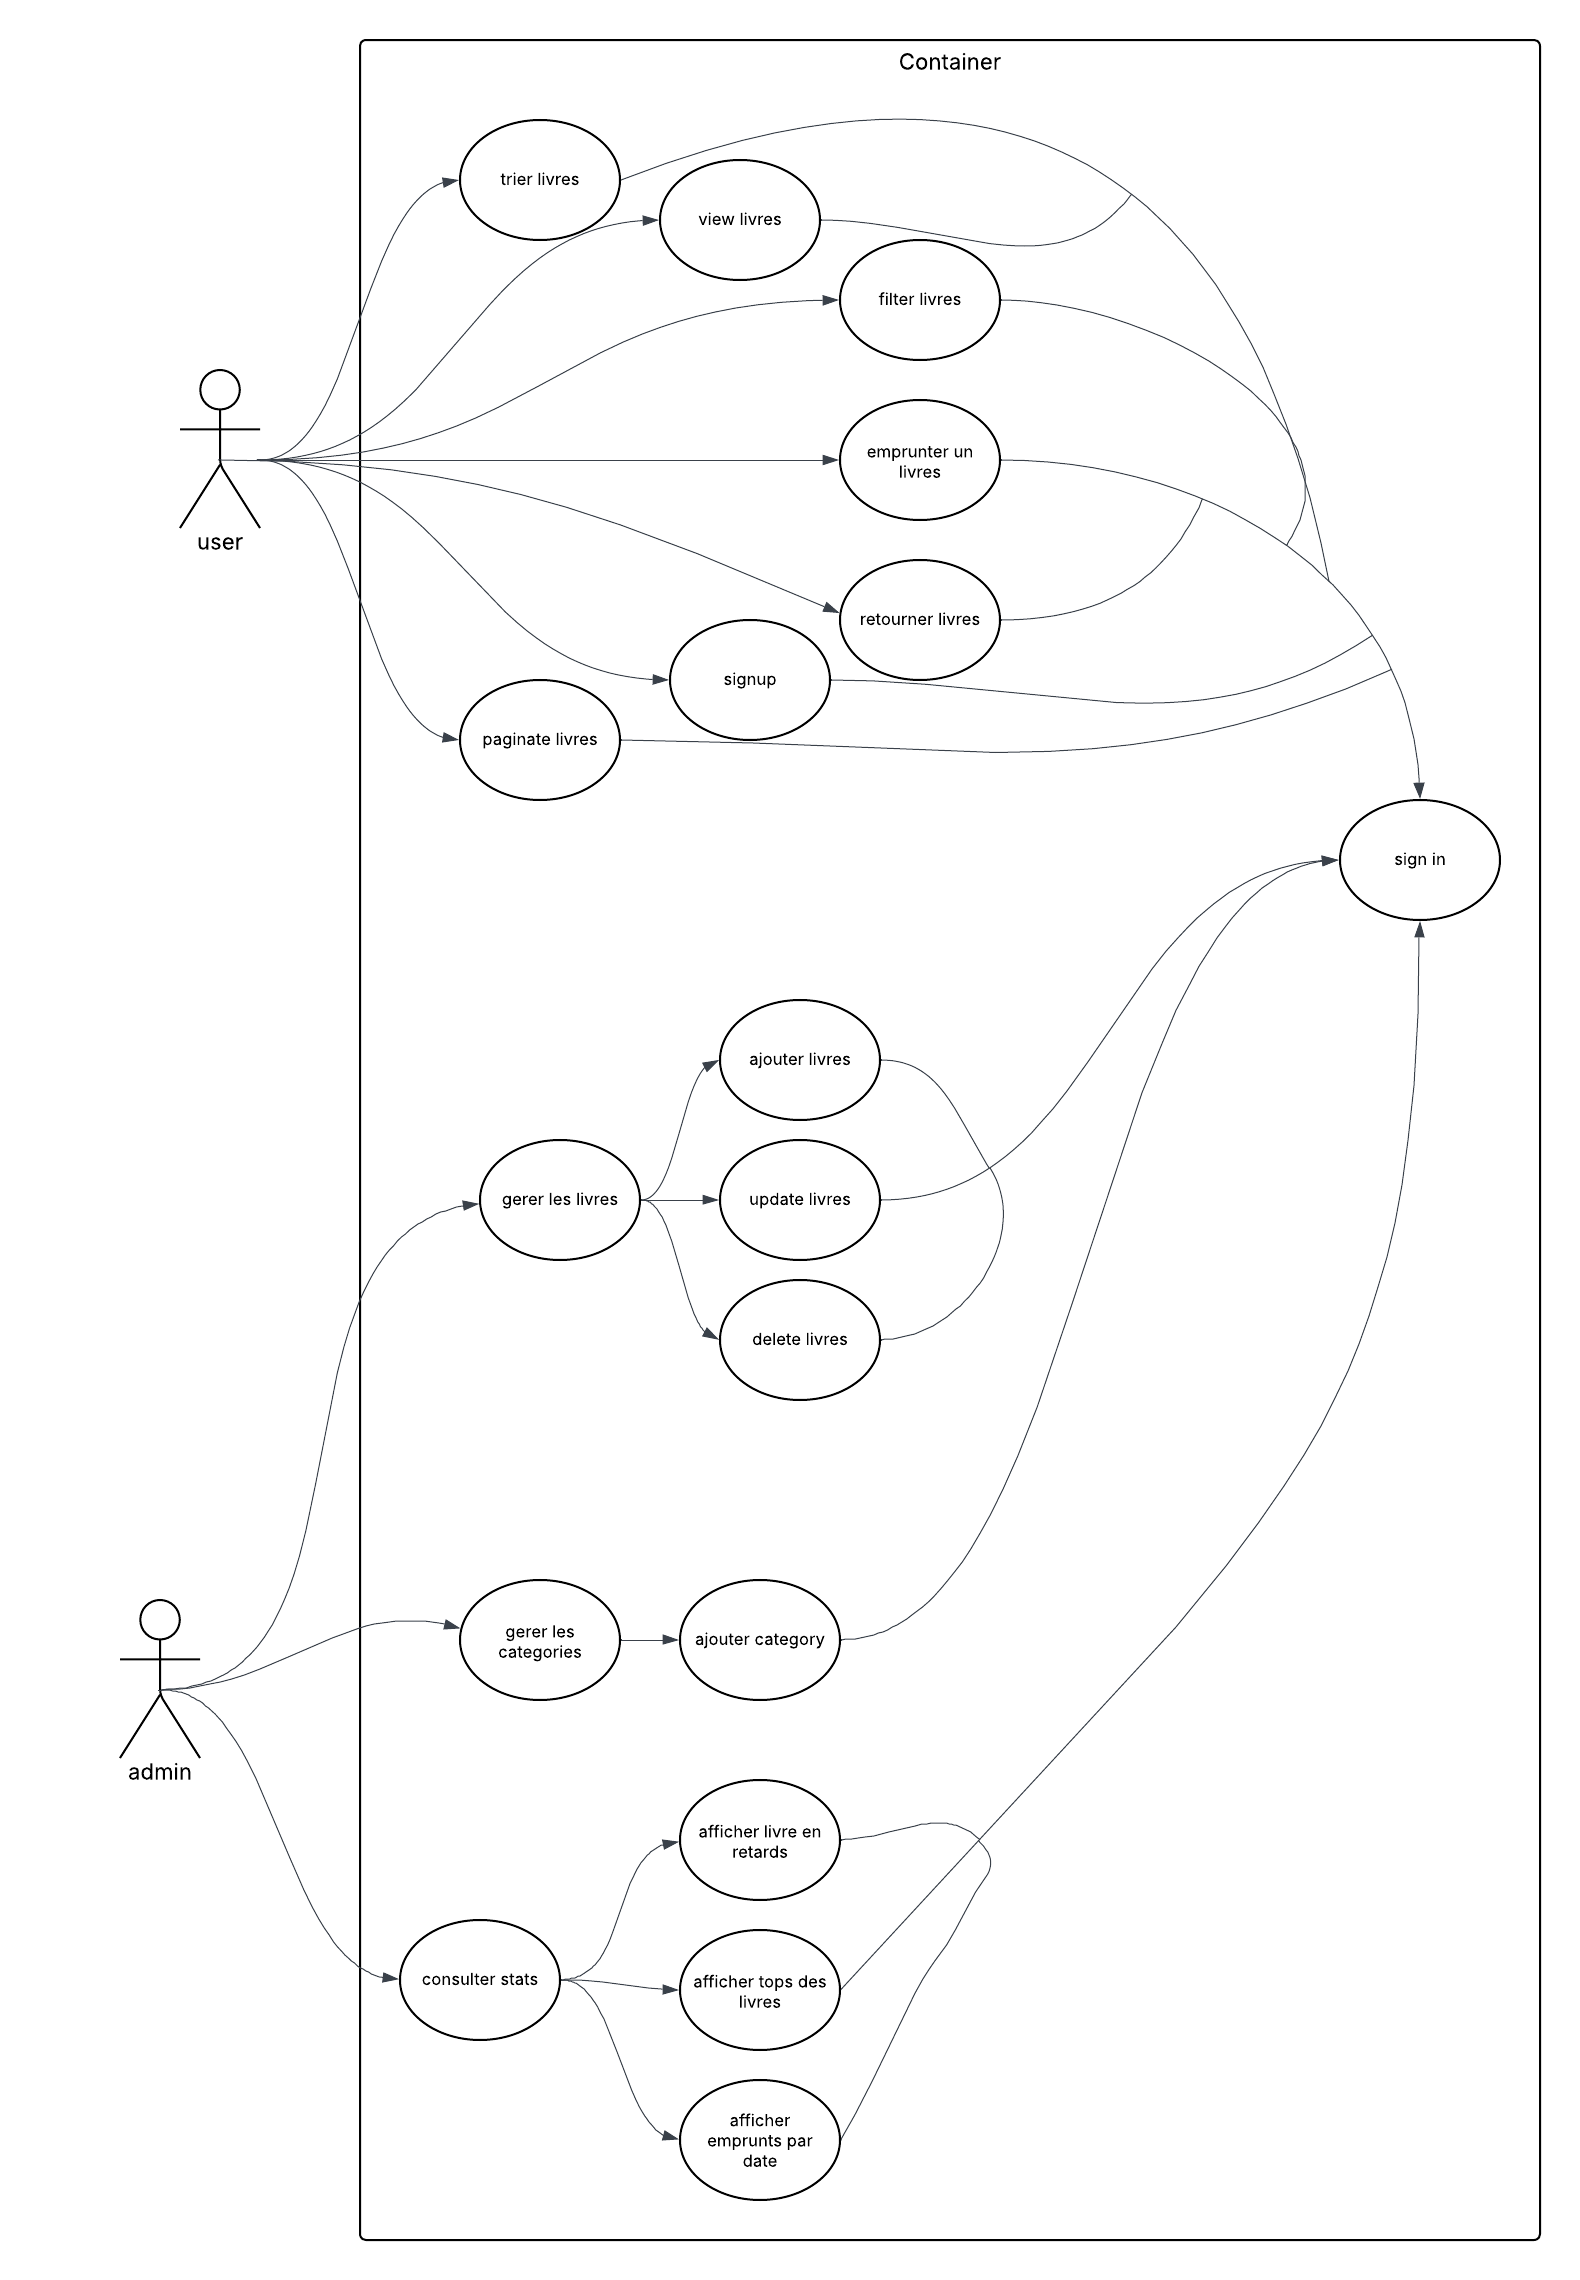 Container
trier livres
view livres
filter livres
emprunter un
livres
user
retourner livres
signup
paginate livres
sign in
ajouter livres
gerer les livres
update livres
delete livres
gerer les
categories
ajouter category
admin
afficher livre en
retards
consulter stats
afficher tops des
livres
afficher
emprunts par
date